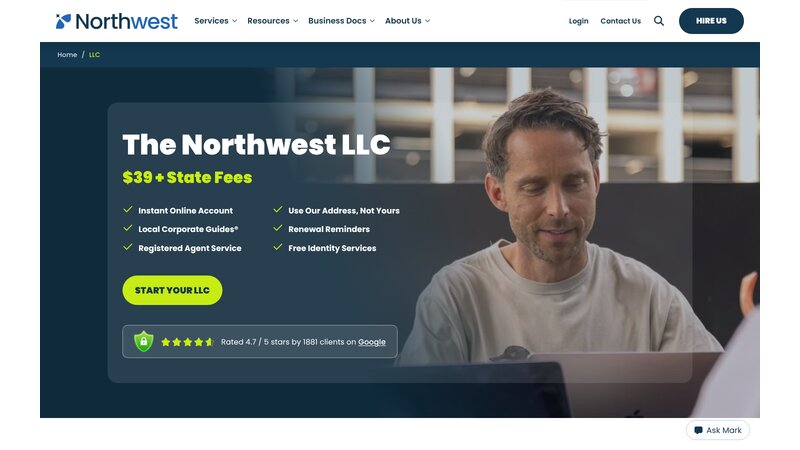 Northwest
Services
Resources
Business Docs
About Us
Login
Contact Us
HIRE US
Home / LLC
The Northwest LLC
$39 + State Fees
Instant Online Account
Use Our Address, Not Yours
Local Corporate Guides®
Renewal Reminders
Registered Agent Service
Free Identity Services
START YOUR LLC
Rated 4.7 / 5 stars by 1881 clients on Google
Ask Mark